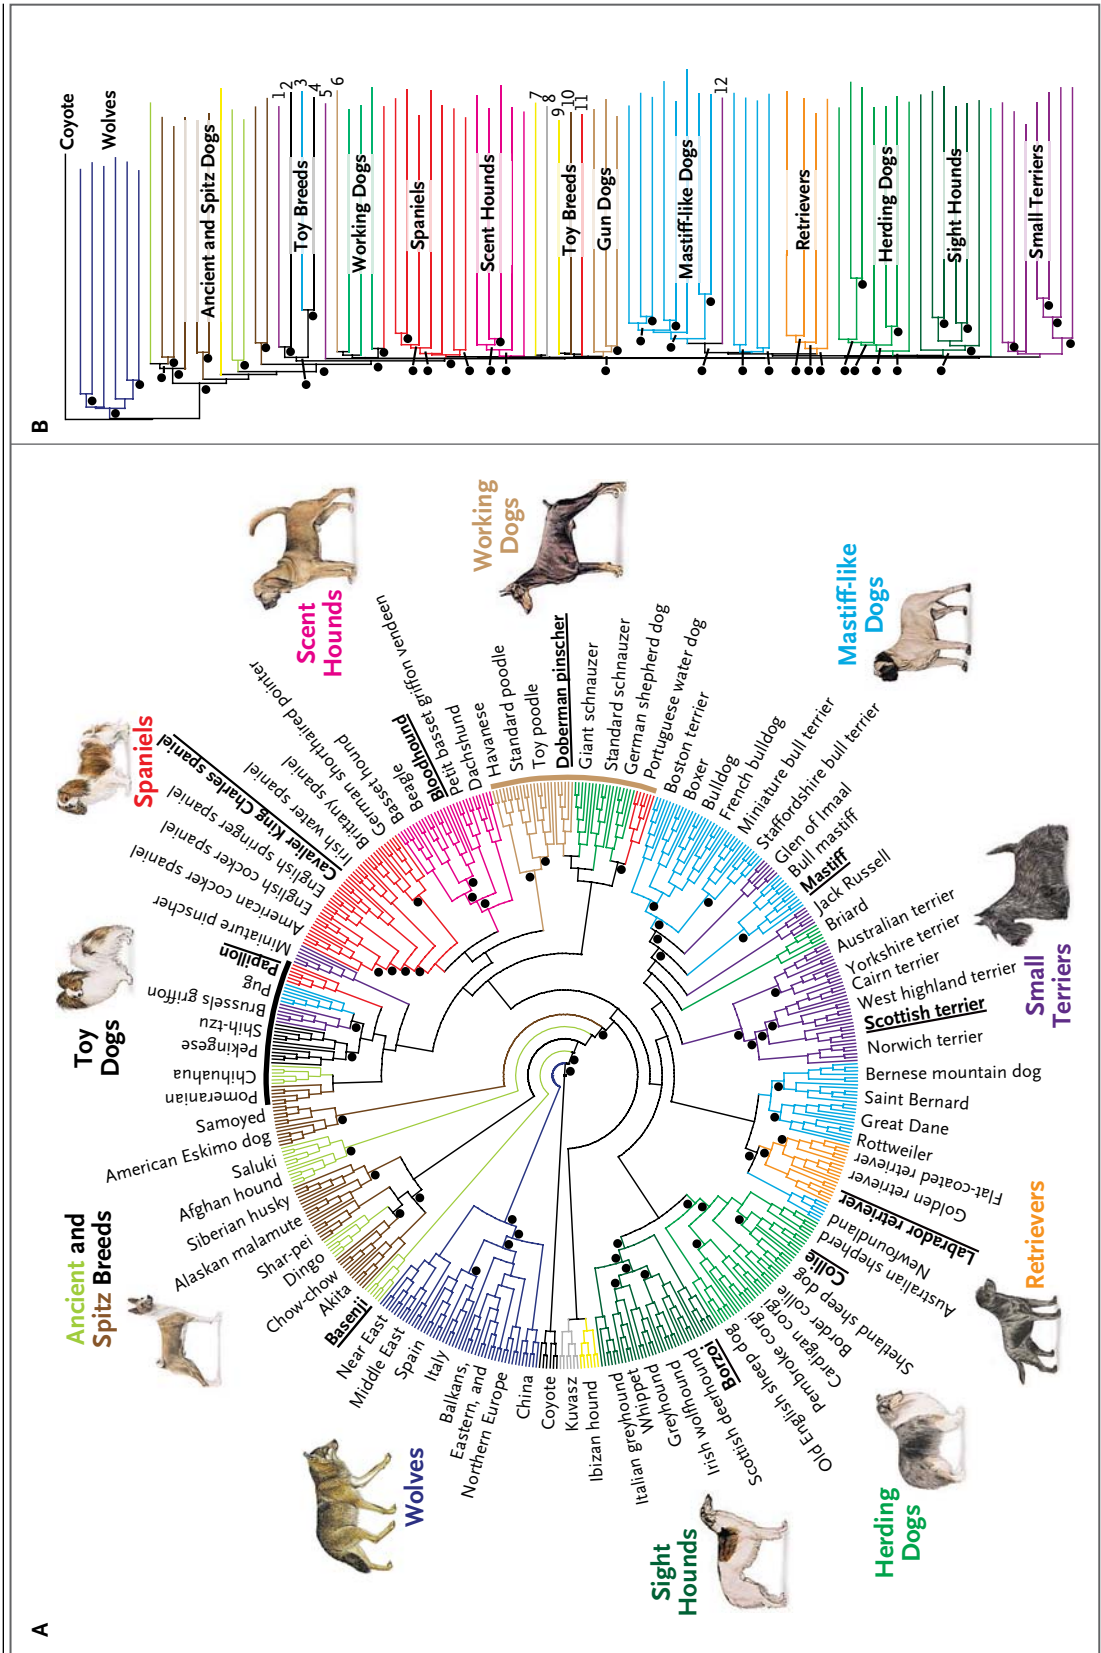 A
Ancient and
Spitz Breeds
Toy
Dogs
Spaniels
Scent
Hounds
Working
Dogs
Mastiff-like
Dogs
Small
Terriers
Retrievers
Herding
Dogs
Sight
Hounds
Wolves
Basenji
Akita
Chow-chow
Dingo
Shar-pei
Alaskan malamute
Siberian husky
Afghan hound
Saluki
American Eskimo dog
Samoyed
Pomeranian
Chihuahua
Pekingese
Shih-tzu
Brussels griffon
Pug
Papillon
Miniature pinscher
American cocker spaniel
English cocker spaniel
English springer spaniel
Cavalier King Charles spaniel
Irish water spaniel
Brittany spaniel
German shorthaired pointer
Basset hound
Beagle
Bloodhound
Petit basset griffon vendeen
Dachshund
Havanese
Standard poodle
Toy poodle
Doberman pinscher
Giant schnauzer
Standard schnauzer
German shepherd dog
Portuguese water dog
Boston terrier
Boxer
Bulldog
French bulldog
Miniature bull terrier
Staffordshire bull terrier
Glen of Imaal
Bull mastiff
Mastiff
Jack Russell
Briard
Australian terrier
Yorkshire terrier
Cairn terrier
West highland terrier
Scottish terrier
Norwich terrier
Bernese mountain dog
Saint Bernard
Great Dane
Rottweiler
Flat-coated retriever
Golden retriever
Labrador retriever
Newfoundland
Australian shepherd
Collie
Shetland sheep dog
Border collie
Cardigan corgi
Pembroke corgi
Old English sheep dog
Borzoi
Scottish deerhound
Irish wolfhound
Greyhound
Whippet
Italian greyhound
Ibizan hound
Kuvasz
Coyote
China
Balkans,
Eastern, and
Northern Europe
Italy
Spain
Middle East
Near East
B
Coyote
Wolves
Ancient and Spitz Dogs
1
2
3
4
5
6
Toy Breeds
Working Dogs
Spaniels
Scent Hounds
7
8
9
10
11
Toy Breeds
Gun Dogs
Mastiff-like Dogs
12
Retrievers
Herding Dogs
Sight Hounds
Small Terriers